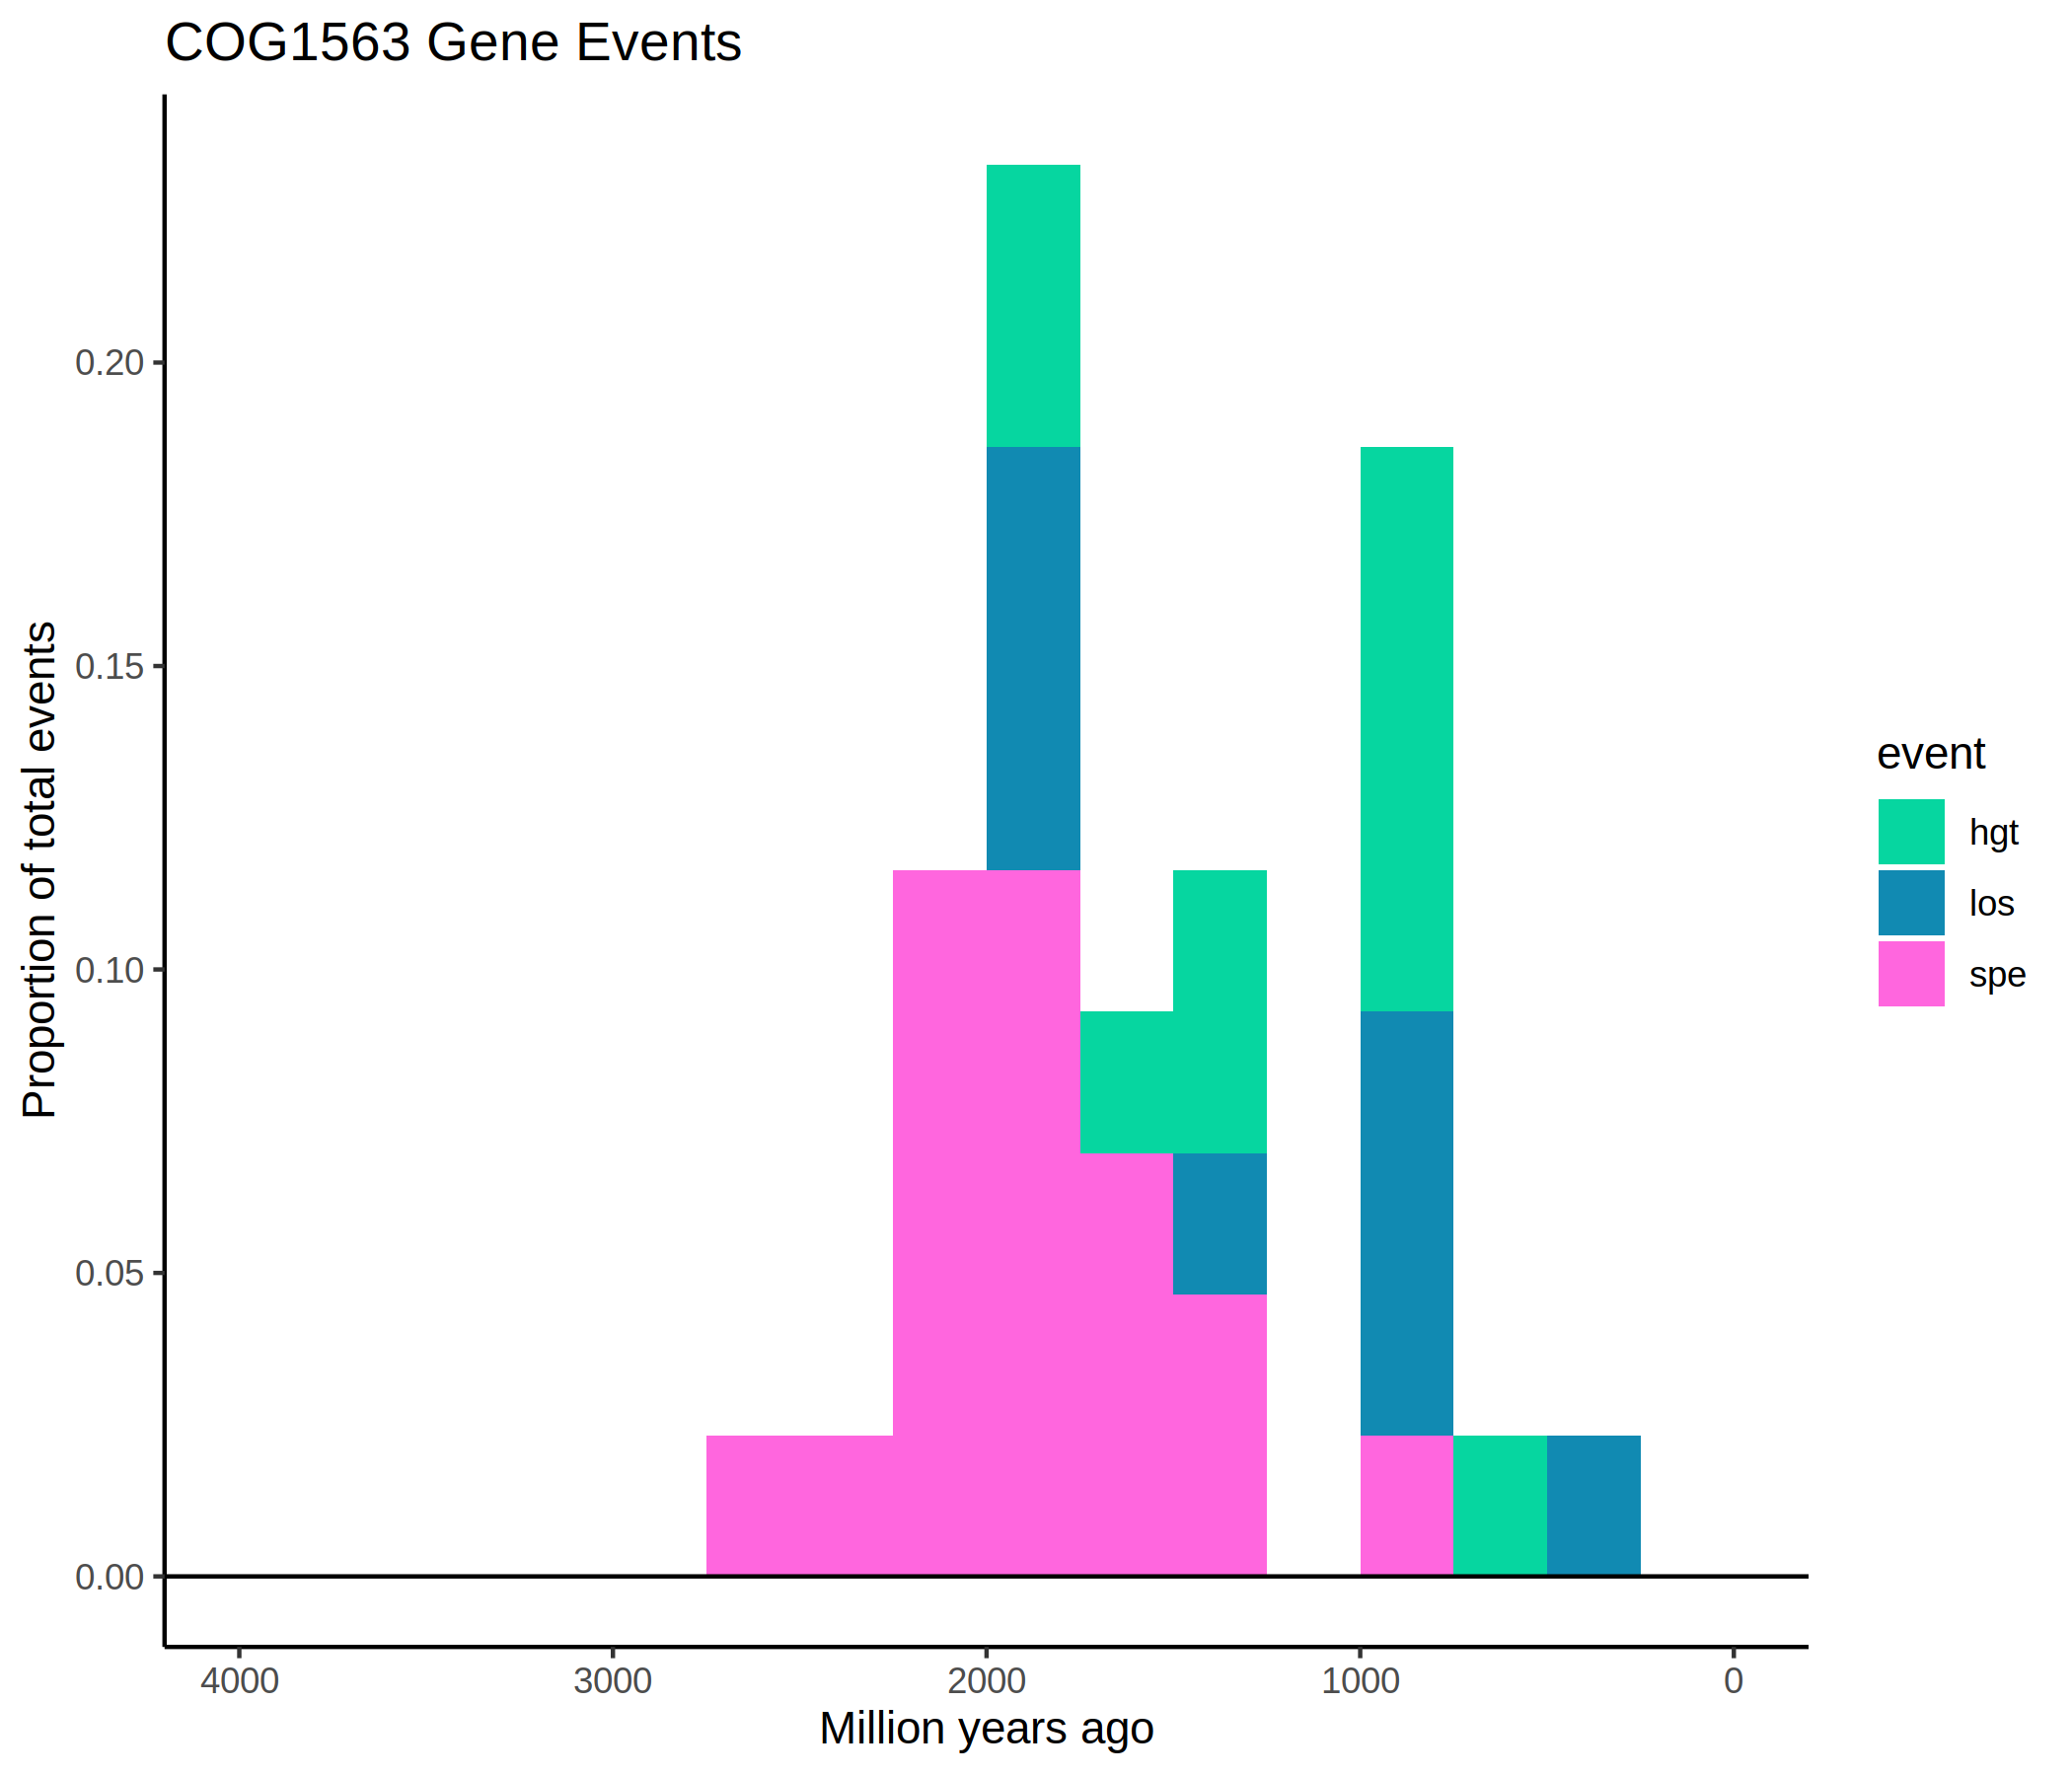 COG1563 Gene Events
Proportion of total events
0.20
0.15
0.10
0.05
0.00
4000 3000 2000 1000 0
Million years ago
event
hgt
los
spe